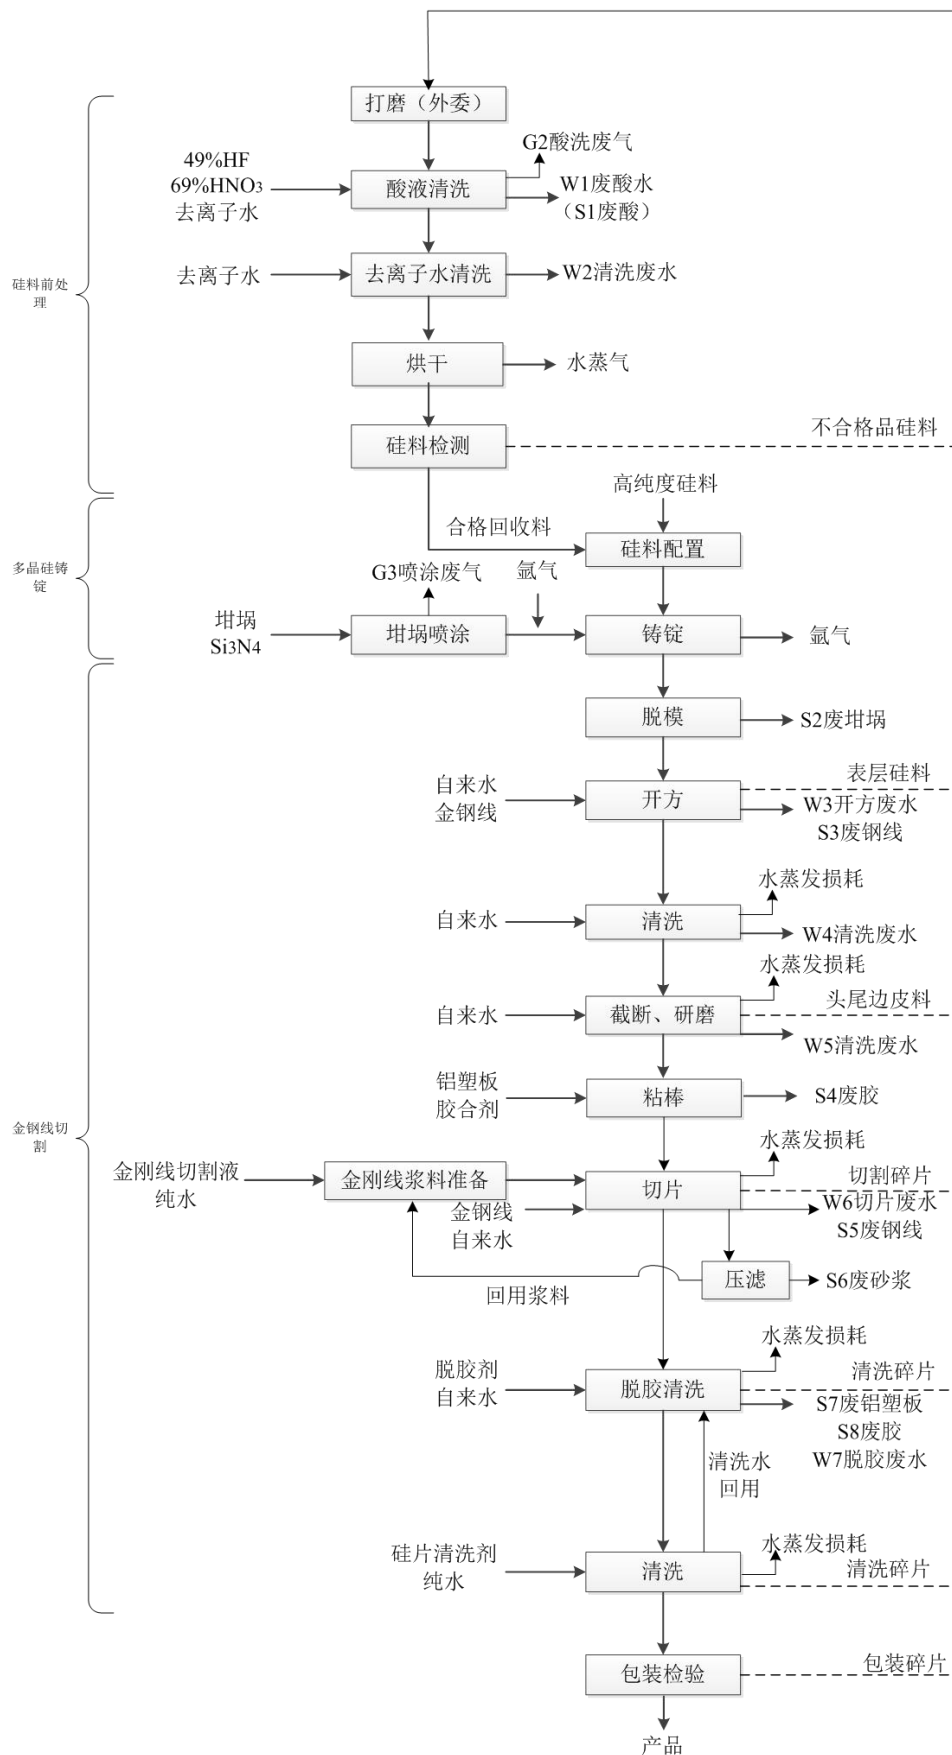 打磨（外委）
G2酸洗废气
49%HF
69%HNO3
去离子水
酸液清洗
W1废酸水
（S1废酸）
去离子水
去离子水清洗
W2清洗废水
硅料前处
理
烘干
水蒸气
硅料检测
不合格品硅料
高纯度硅料
合格回收料
硅料配置
多晶硅铸
锭
G3喷涂废气
氩气
坩埚
Si3N4
坩埚喷涂
铸锭
氩气
脱模
S2废坩埚
表层硅料
自来水
金钢线
开方
W3开方废水
S3废钢线
水蒸发损耗
自来水
清洗
W4清洗废水
水蒸发损耗
头尾边皮料
自来水
截断、研磨
W5清洗废水
铝塑板
胶合剂
粘棒
S4废胶
金钢线切
割
水蒸发损耗
金刚线切割液
纯水
金刚线浆料准备
切片
切割碎片
金钢线
自来水
W6切片废水
S5废钢线
压滤
S6废砂浆
回用浆料
水蒸发损耗
清洗碎片
脱胶剂
自来水
脱胶清洗
S7废铝塑板
S8废胶
W7脱胶废水
清洗水
回用
水蒸发损耗
硅片清洗剂
纯水
清洗
清洗碎片
包装检验
包装碎片
产品